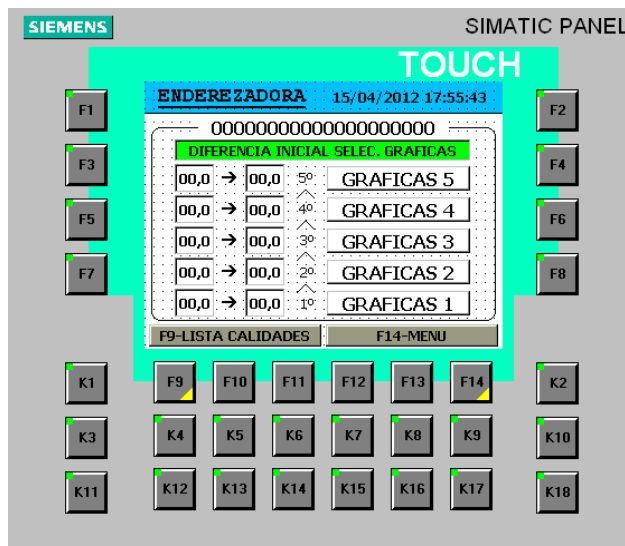 SIEMENS SIMATIC PANEL
TOUCH
ENDEREZADORA 15/04/2012 17:55:43
F1 F2
00000000000000000000
DIFERENCIA INICIAL SELEC. GRAFICAS
F3 F4
00,0 → 00,0 5º GRAFICAS 5
00,0 → 00,0 4º GRAFICAS 4
F5 F6
00,0 → 00,0 3º GRAFICAS 3
00,0 → 00,0 2º GRAFICAS 2
F7 F8
00,0 → 00,0 1º GRAFICAS 1
F9-LISTA CALIDADES F14-MENU
K1 F9 F10 F11 F12 F13 F14 K2
K3 K4 K5 K6 K7 K8 K9 K10
K11 K12 K13 K14 K15 K16 K17 K18